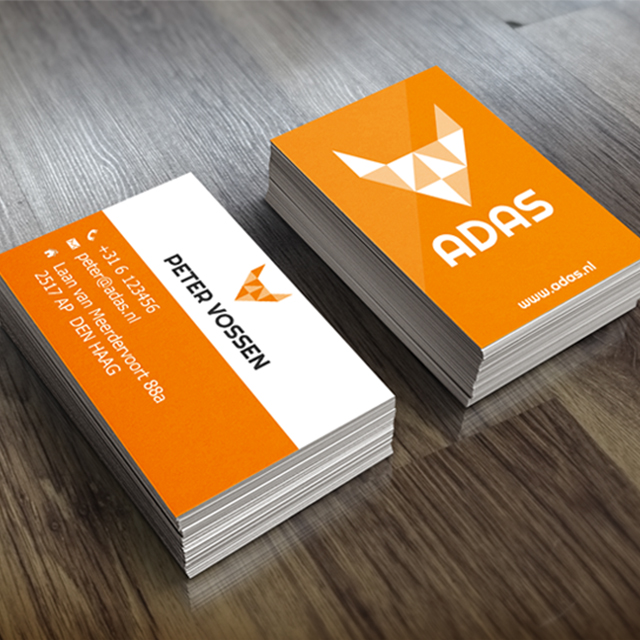 PETER VOSSEN
+31 6 123456
peter@adas.nl
Laan van Meerdervoort 88a
2517 AP DEN HAAG
ADAS
www.adas.nl